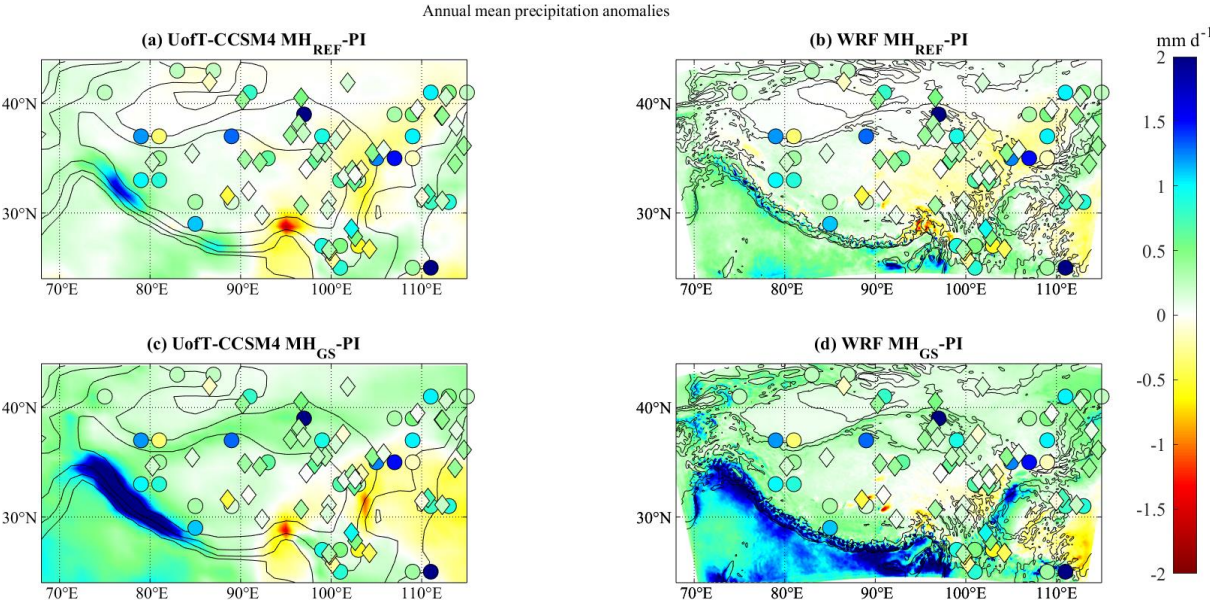 Annual mean precipitation anomalies
(a) UofT-CCSM4 MH_REF-PI
(b) WRF MH_REF-PI
mm d^-1
40°N
30°N
70°E 80°E 90°E 100°E 110°E
40°N
30°N
70°E 80°E 90°E 100°E 110°E
(c) UofT-CCSM4 MH_GS-PI
(d) WRF MH_GS-PI
40°N
30°N
70°E 80°E 90°E 100°E 110°E
40°N
30°N
70°E 80°E 90°E 100°E 110°E
2
1.5
1
0.5
0
-0.5
-1
-1.5
-2